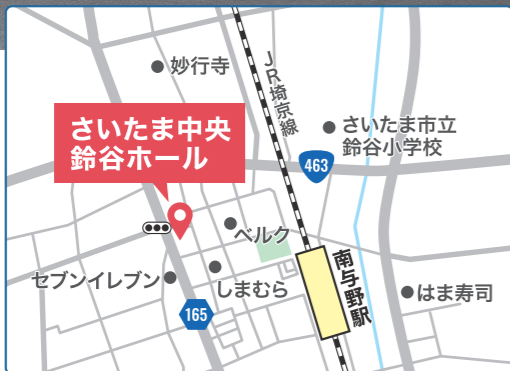 妙行寺
JR埼京線
さいたま市立
鈴谷小学校
さいたま中央
鈴谷ホール
463
ベルク
セブンイレブン
しまむら
南与野駅
はま寿司
165